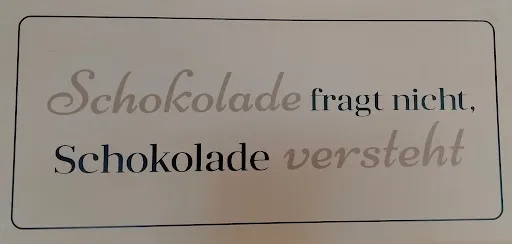 Schokolade fragt nicht,
Schokolade versteht